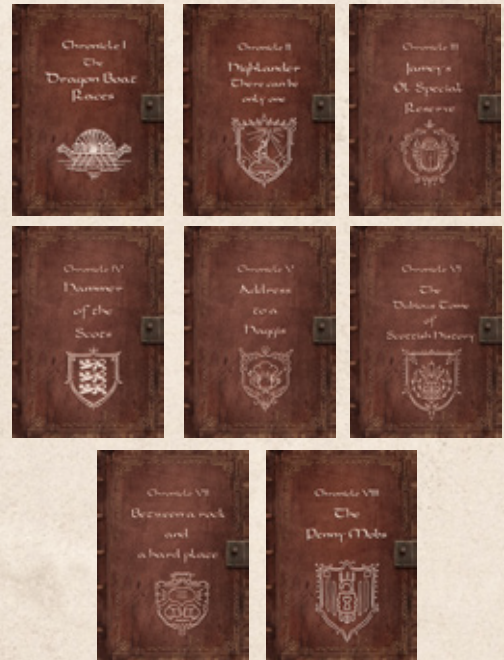 Chronicle I
The
Dragon Boat
Races
Chronicle II
Highlander
There can be
only one
Chronicle III
Jamey's
Ol' Special
Reserve
Chronicle IV
Hammer
of the
Scots
Chronicle V
Address
to a
Haggis
Chronicle VI
The
Dubious Tome
of
Scottish History
Chronicle VII
Between a rock
and
a hard place
Chronicle VIII
The
Penny Mobs